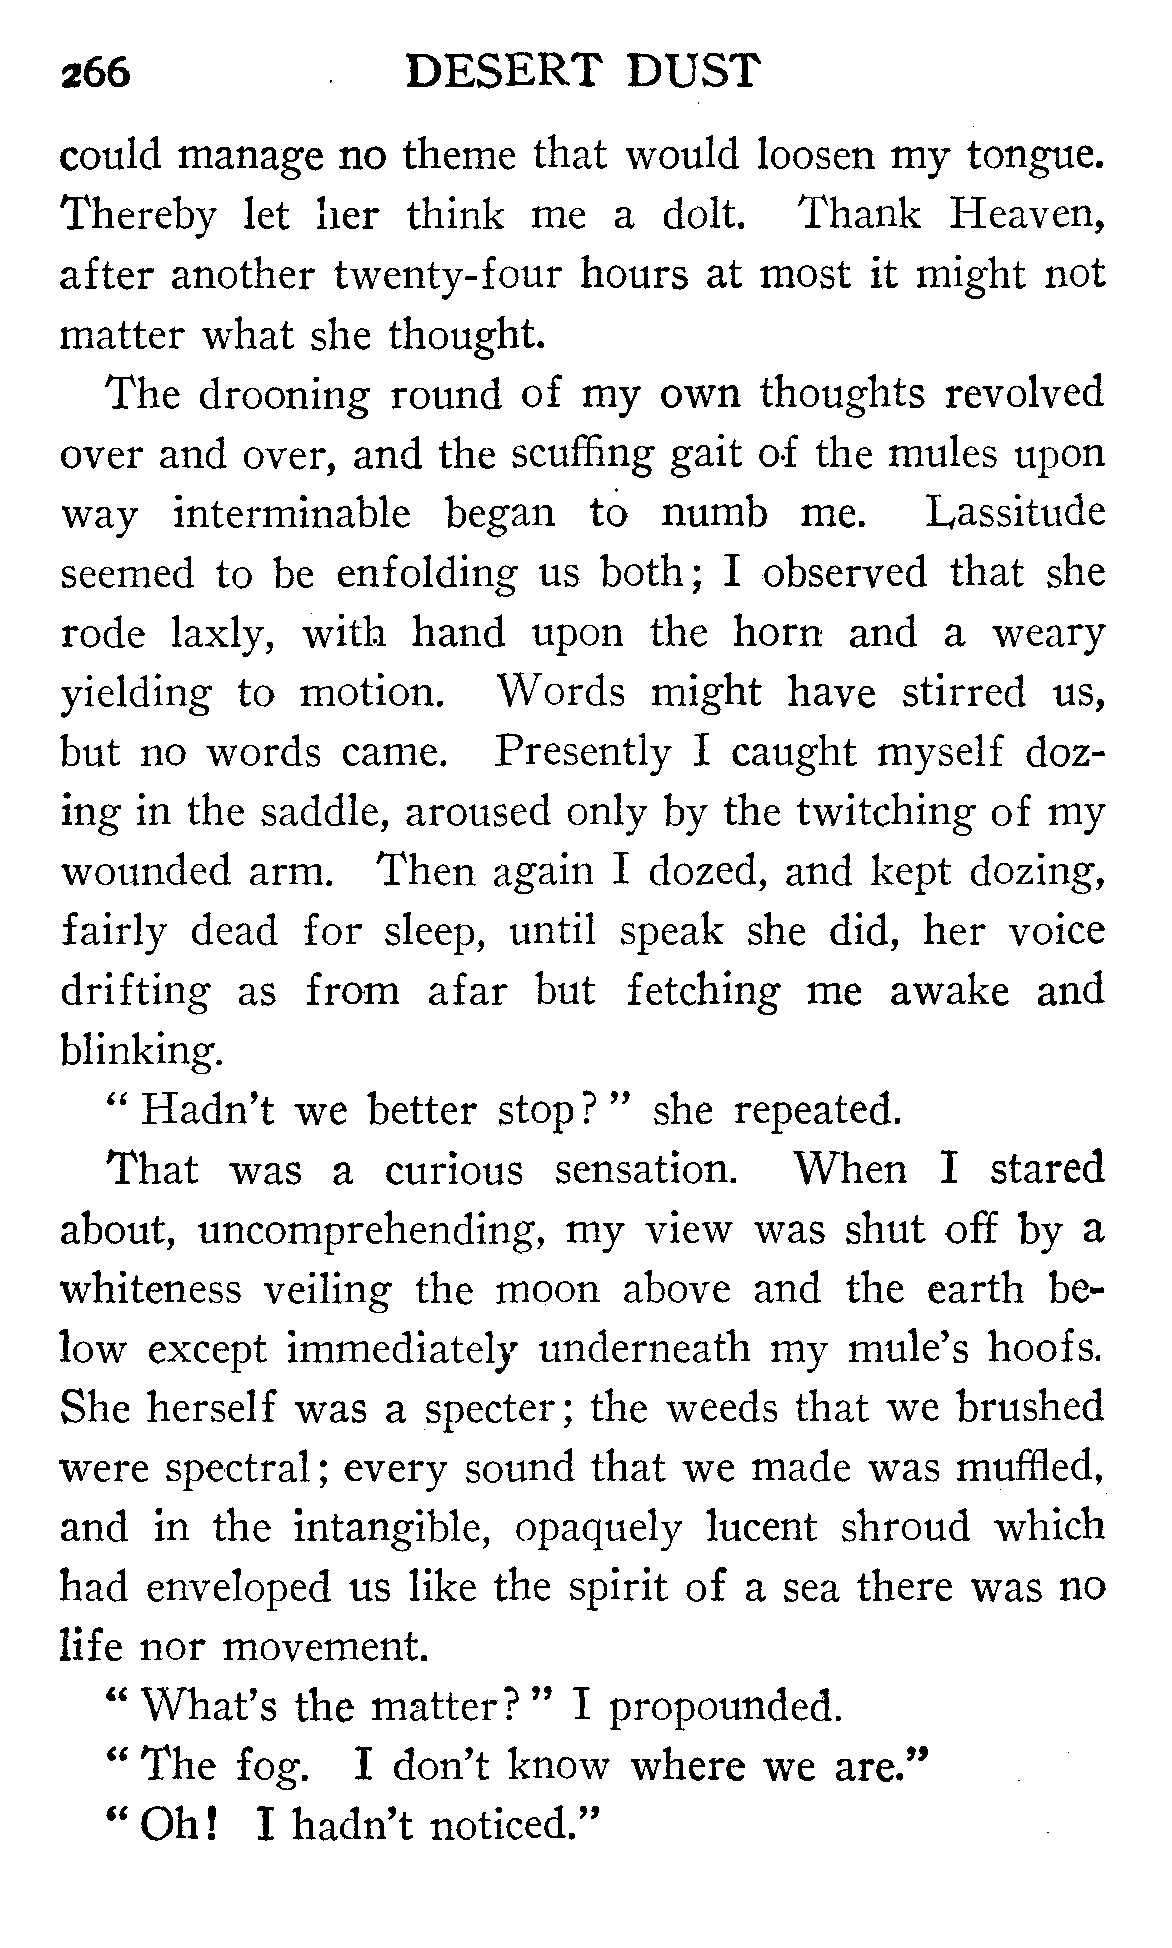 266 DESERT DUST
could manage no theme that would loosen my tongue.
Thereby let her think me a dolt. Thank Heaven,
after another twenty-four hours at most it might not
matter what she thought.
The drooning round of my own thoughts revolved
over and over, and the scuffing gait of the mules upon
way interminable began to numb me. Lassitude
seemed to be enfolding us both; I observed that she
rode laxly, with hand upon the horn and a weary
yielding to motion. Words might have stirred us,
but no words came. Presently I caught myself doz-
ing in the saddle, aroused only by the twitching of my
wounded arm. Then again I dozed, and kept dozing,
fairly dead for sleep, until speak she did, her voice
drifting as from afar but fetching me awake and
blinking.
“Hadn’t we better stop?” she repeated.
That was a curious sensation. When I stared
about, uncomprehending, my view was shut off by a
whiteness veiling the moon above and the earth be-
low except immediately underneath my mule’s hoofs.
She herself was a specter; the weeds that we brushed
were spectral; every sound that we made was muffled,
and in the intangible, opaquely lucent shroud which
had enveloped us like the spirit of a sea there was no
life nor movement.
“What’s the matter?” I propounded.
“The fog. I don’t know where we are.”
“Oh! I hadn’t noticed.”